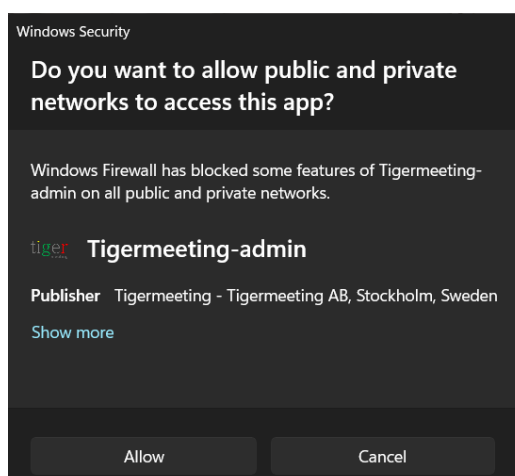 Windows Security
Do you want to allow public and private
networks to access this app?
Windows Firewall has blocked some features of Tigermeeting-
admin on all public and private networks.
tiger Tigermeeting-admin
Publisher Tigermeeting - Tigermeeting AB, Stockholm, Sweden
Show more
Allow Cancel